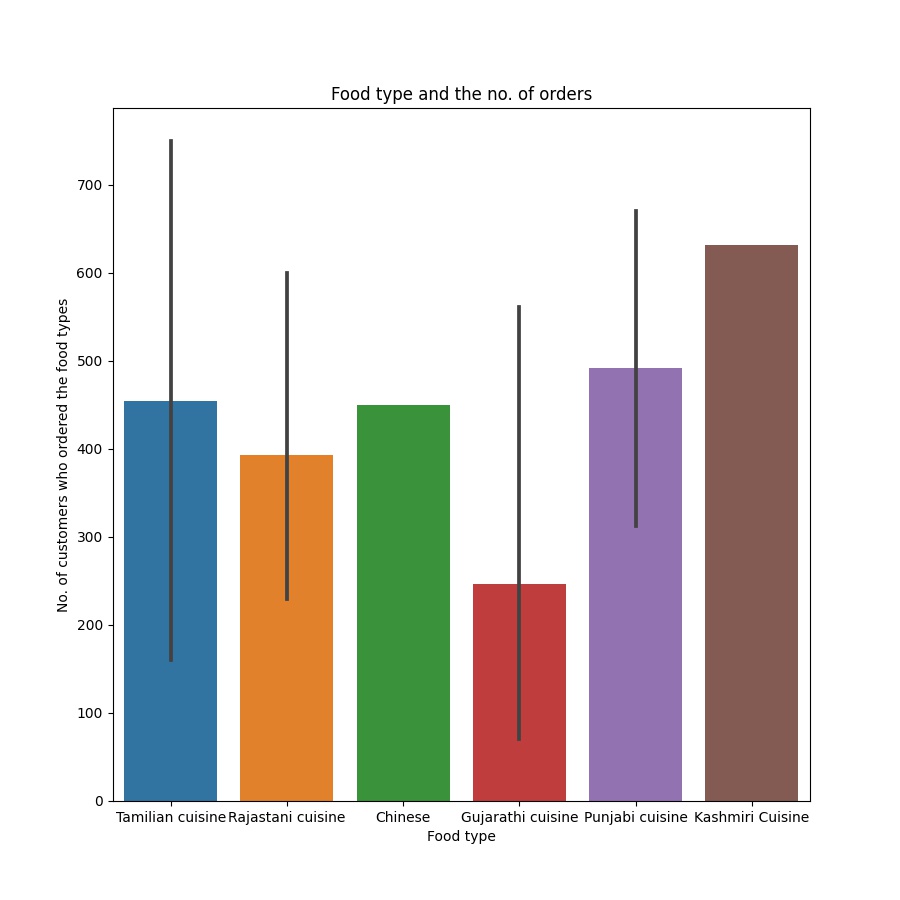 Food type and the no. of orders
No. of customers who ordered the food types
700
600
500
400
300
200
100
0
Tamilian cuisine Rajastani cuisine Chinese Gujarathi cuisine Punjabi cuisine Kashmiri Cuisine
Food type